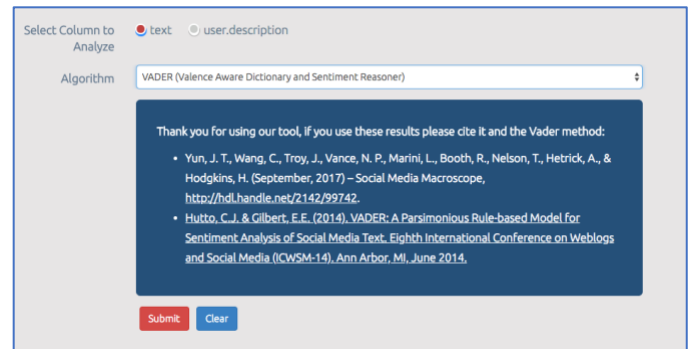 Select Column to
Analyze
text
user.description
Algorithm
VADER (Valence Aware Dictionary and Sentiment Reasoner)
Thank you for using our tool, if you use these results please cite it and the Vader method:
• Yun, J. T., Wang, C., Troy, J., Vance, N. P., Marini, L., Booth, R., Nelson, T., Hetrick, A., &
Hodgkins, H. (September, 2017) – Social Media Macroscope,
http://hdl.handle.net/2142/99742.
• Hutto, C.J. & Gilbert, E.E. (2014). VADER: A Parsimonious Rule-based Model for
Sentiment Analysis of Social Media Text. Eighth International Conference on Weblogs
and Social Media (ICWSM-14). Ann Arbor, MI, June 2014.
Submit
Clear